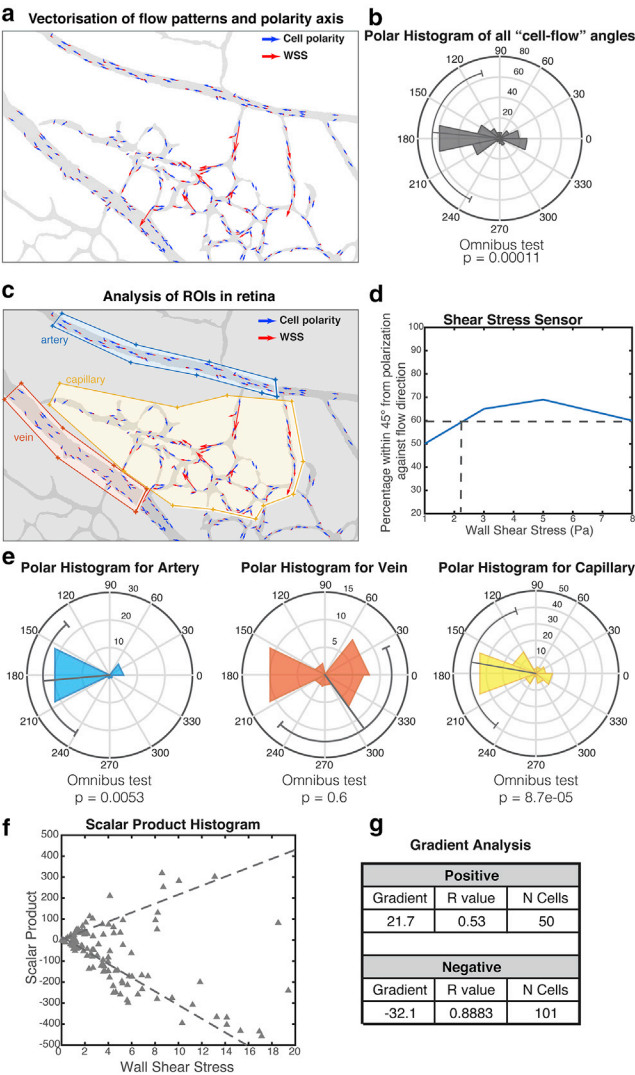 a
Vectorisation of flow patterns and polarity axis
Cell polarity
WSS
b
Polar Histogram of all “cell-flow” angles
90
80
60
60
40
20
30
0
330
300
270
240
210
180
150
120
Omnibus test
p = 0.00011
c
Analysis of ROIs in retina
Cell polarity
WSS
artery
capillary
vein
d
Shear Stress Sensor
Percentage within 45° from polarization
against flow direction
100
90
80
70
60
50
40
30
20
1 2 3 4 5 6 7 8
Wall Shear Stress (Pa)
e
Polar Histogram for Artery
90
30
60
20
10
30
0
330
300
270
240
210
180
150
120
Omnibus test
p = 0.0053
Polar Histogram for Vein
90
15
60
10
5
30
0
330
300
270
240
210
180
150
120
Omnibus test
p = 0.6
Polar Histogram for Capillary
90
50
60
40
30
20
10
30
0
330
300
270
240
210
180
150
120
Omnibus test
p = 8.7e-05
f
Scalar Product Histogram
Scalar Product
500
400
300
200
100
0
-100
-200
-300
-400
-500
0 2 4 6 8 10 12 14 16 18 20
Wall Shear Stress
g
Gradient Analysis
Positive
Gradient R value N Cells
21.7 0.53 50
Negative
Gradient R value N Cells
-32.1 0.8883 101